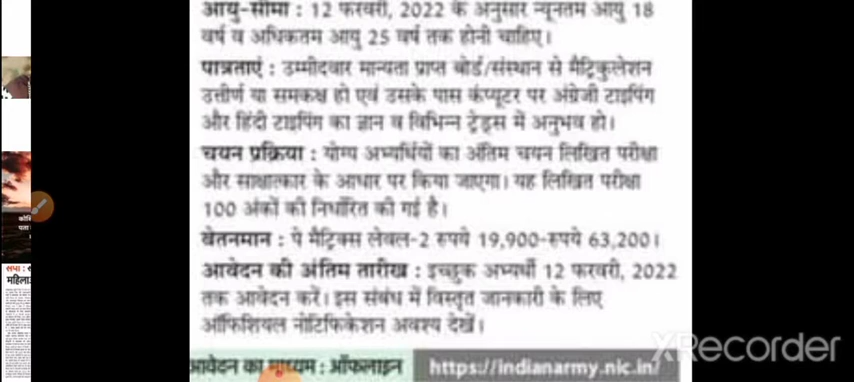 आयु-सीमा : 12 फरवरी, 2022 के अनुसार न्यूनतम आयु 18
वर्ष व अधिकतम आयु 25 वर्ष तक होनी चाहिए।
पात्रताएं : उम्मीदवार मान्यता प्राप्त बोर्ड/संस्थान से मैट्रिकुलेशन
उत्तीर्ण या समकक्ष हो एवं उसके पास कंप्यूटर पर अंग्रेजी टाइपिंग
और हिंदी टाइपिंग का ज्ञान व विभिन्न ट्रेड्स में अनुभव हो।
चयन प्रक्रिया : योग्य अभ्यर्थियों का अंतिम चयन लिखित परीक्षा
और साक्षात्कार के आधार पर किया जाएगा। यह लिखित परीक्षा
100 अंकों की निर्धारित की गई है।
वेतनमान : पे मैट्रिक्स लेवल-2 रुपये 19,900-रुपये 63,200।
आवेदन की अंतिम तारीख : इच्छुक अभ्यर्थी 12 फरवरी, 2022
तक आवेदन करें। इस संबंध में विस्तृत जानकारी के लिए
ऑफिशियल नोटिफिकेशन अवश्य देखें।
आवेदन का माध्यम : ऑफलाइन https://indianarmy.nic.in/
XRecorder
सपा :
महिला